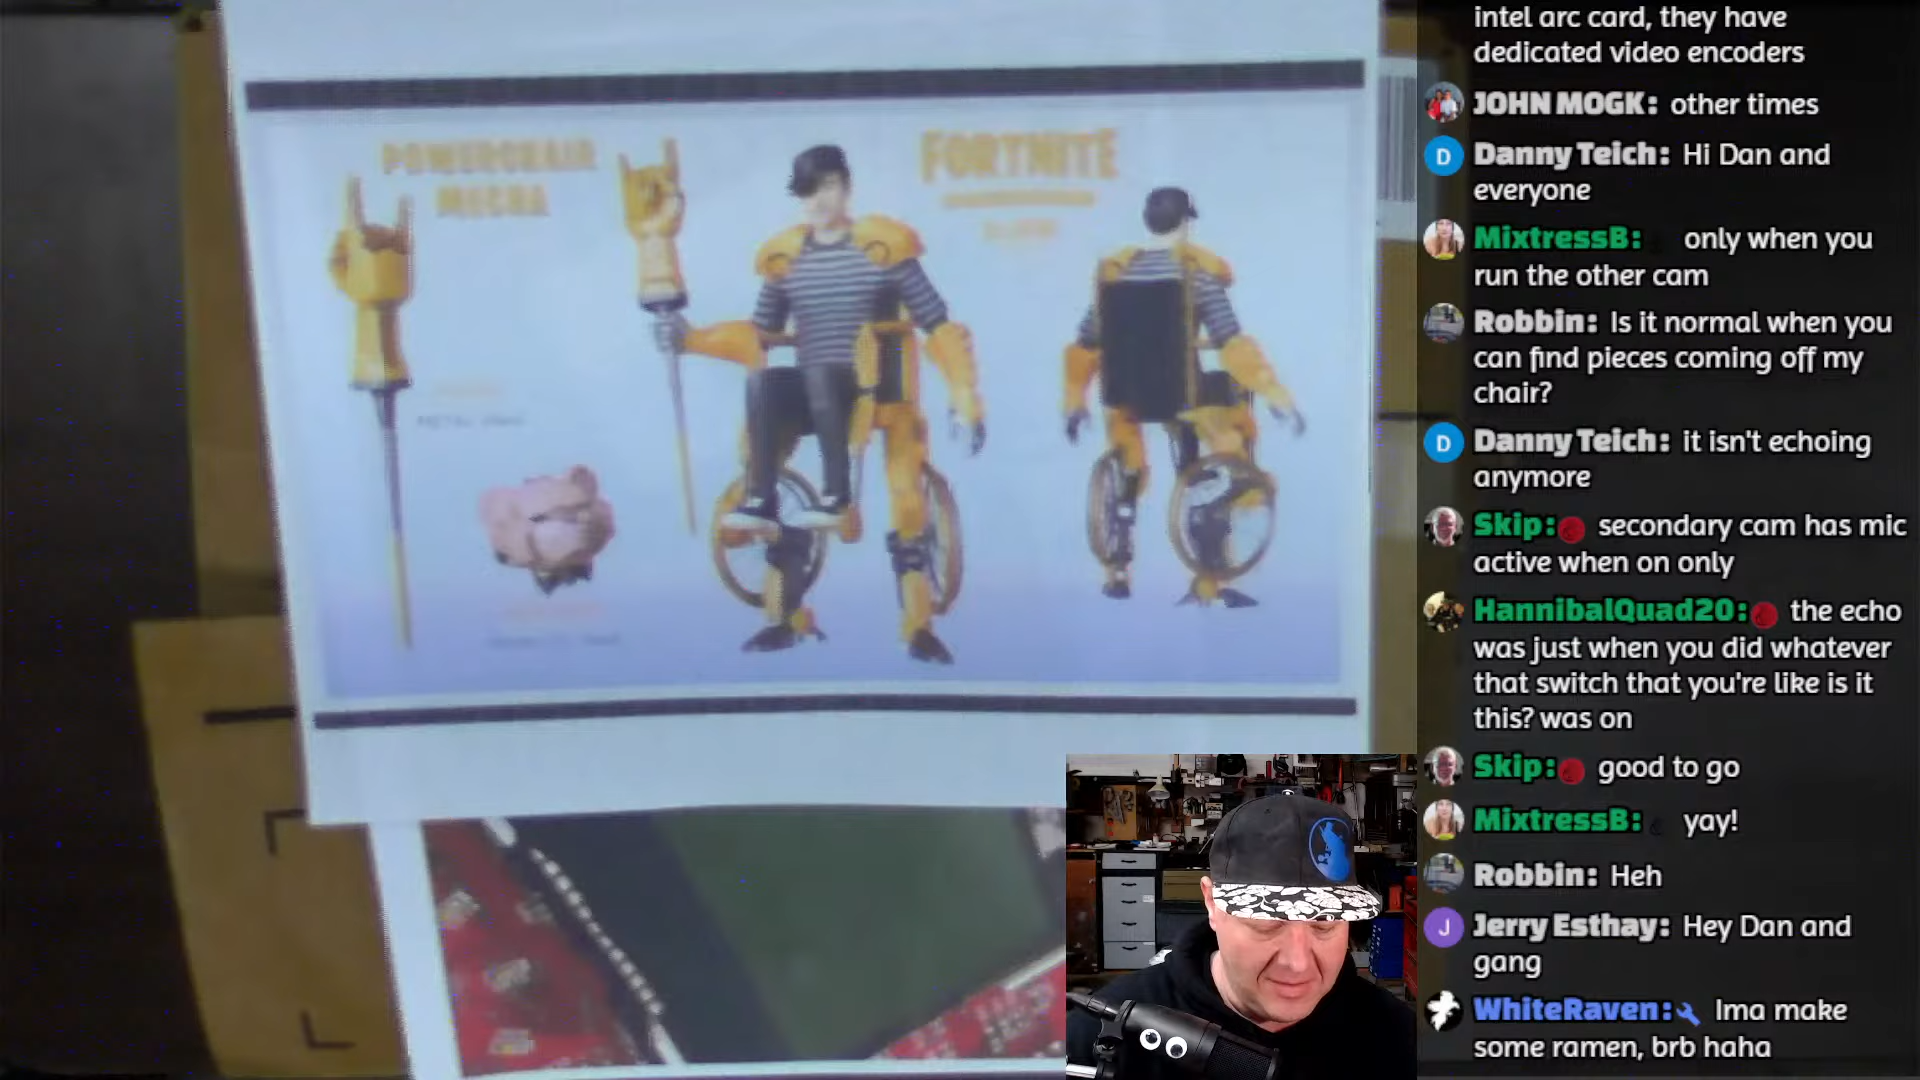 POWERCHAIR
MECHA
FORTNITE
intel arc card, they have
dedicated video encoders
JOHN MOGK: other times
Danny Teich: Hi Dan and
everyone
MixtressB: only when you
run the other cam
Robbin: Is it normal when you
can find pieces coming off my
chair?
Danny Teich: it isn't echoing
anymore
Skip: secondary cam has mic
active when on only
HannibalQuad20: the echo
was just when you did whatever
that switch that you're like is it
this? was on
Skip: good to go
MixtressB: yay!
Robbin: Heh
Jerry Esthay: Hey Dan and
gang
WhiteRaven: Ima make
some ramen, brb haha